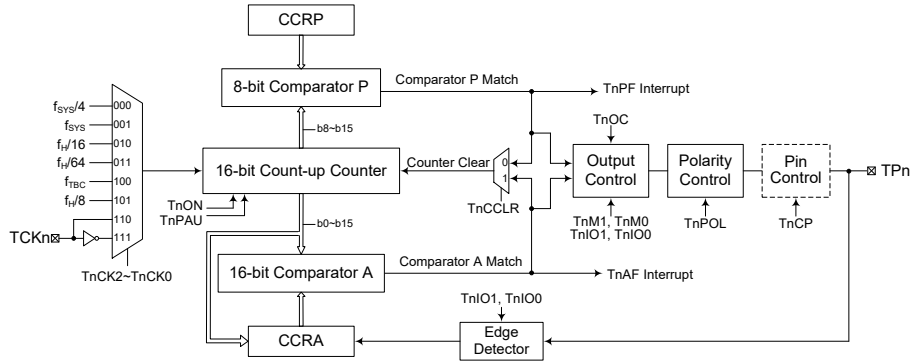 CCRP
8-bit Comparator P
Comparator P Match
TnPF Interrupt
b8~b15
fSYS/4
000
fSYS
001
fH/16
010
fH/64
011
fTBC
100
fH/8
101
110
111
TCKn
TnCK2~TnCK0
16-bit Count-up Counter
TnON
TnPAU
Counter Clear
0
1
TnCCLR
TnOC
Output
Control
TnM1, TnM0
TnIO1, TnIO0
Polarity
Control
TnPOL
Pin
Control
TnCP
TPn
b0~b15
16-bit Comparator A
Comparator A Match
TnAF Interrupt
CCRA
TnIO1, TnIO0
Edge
Detector